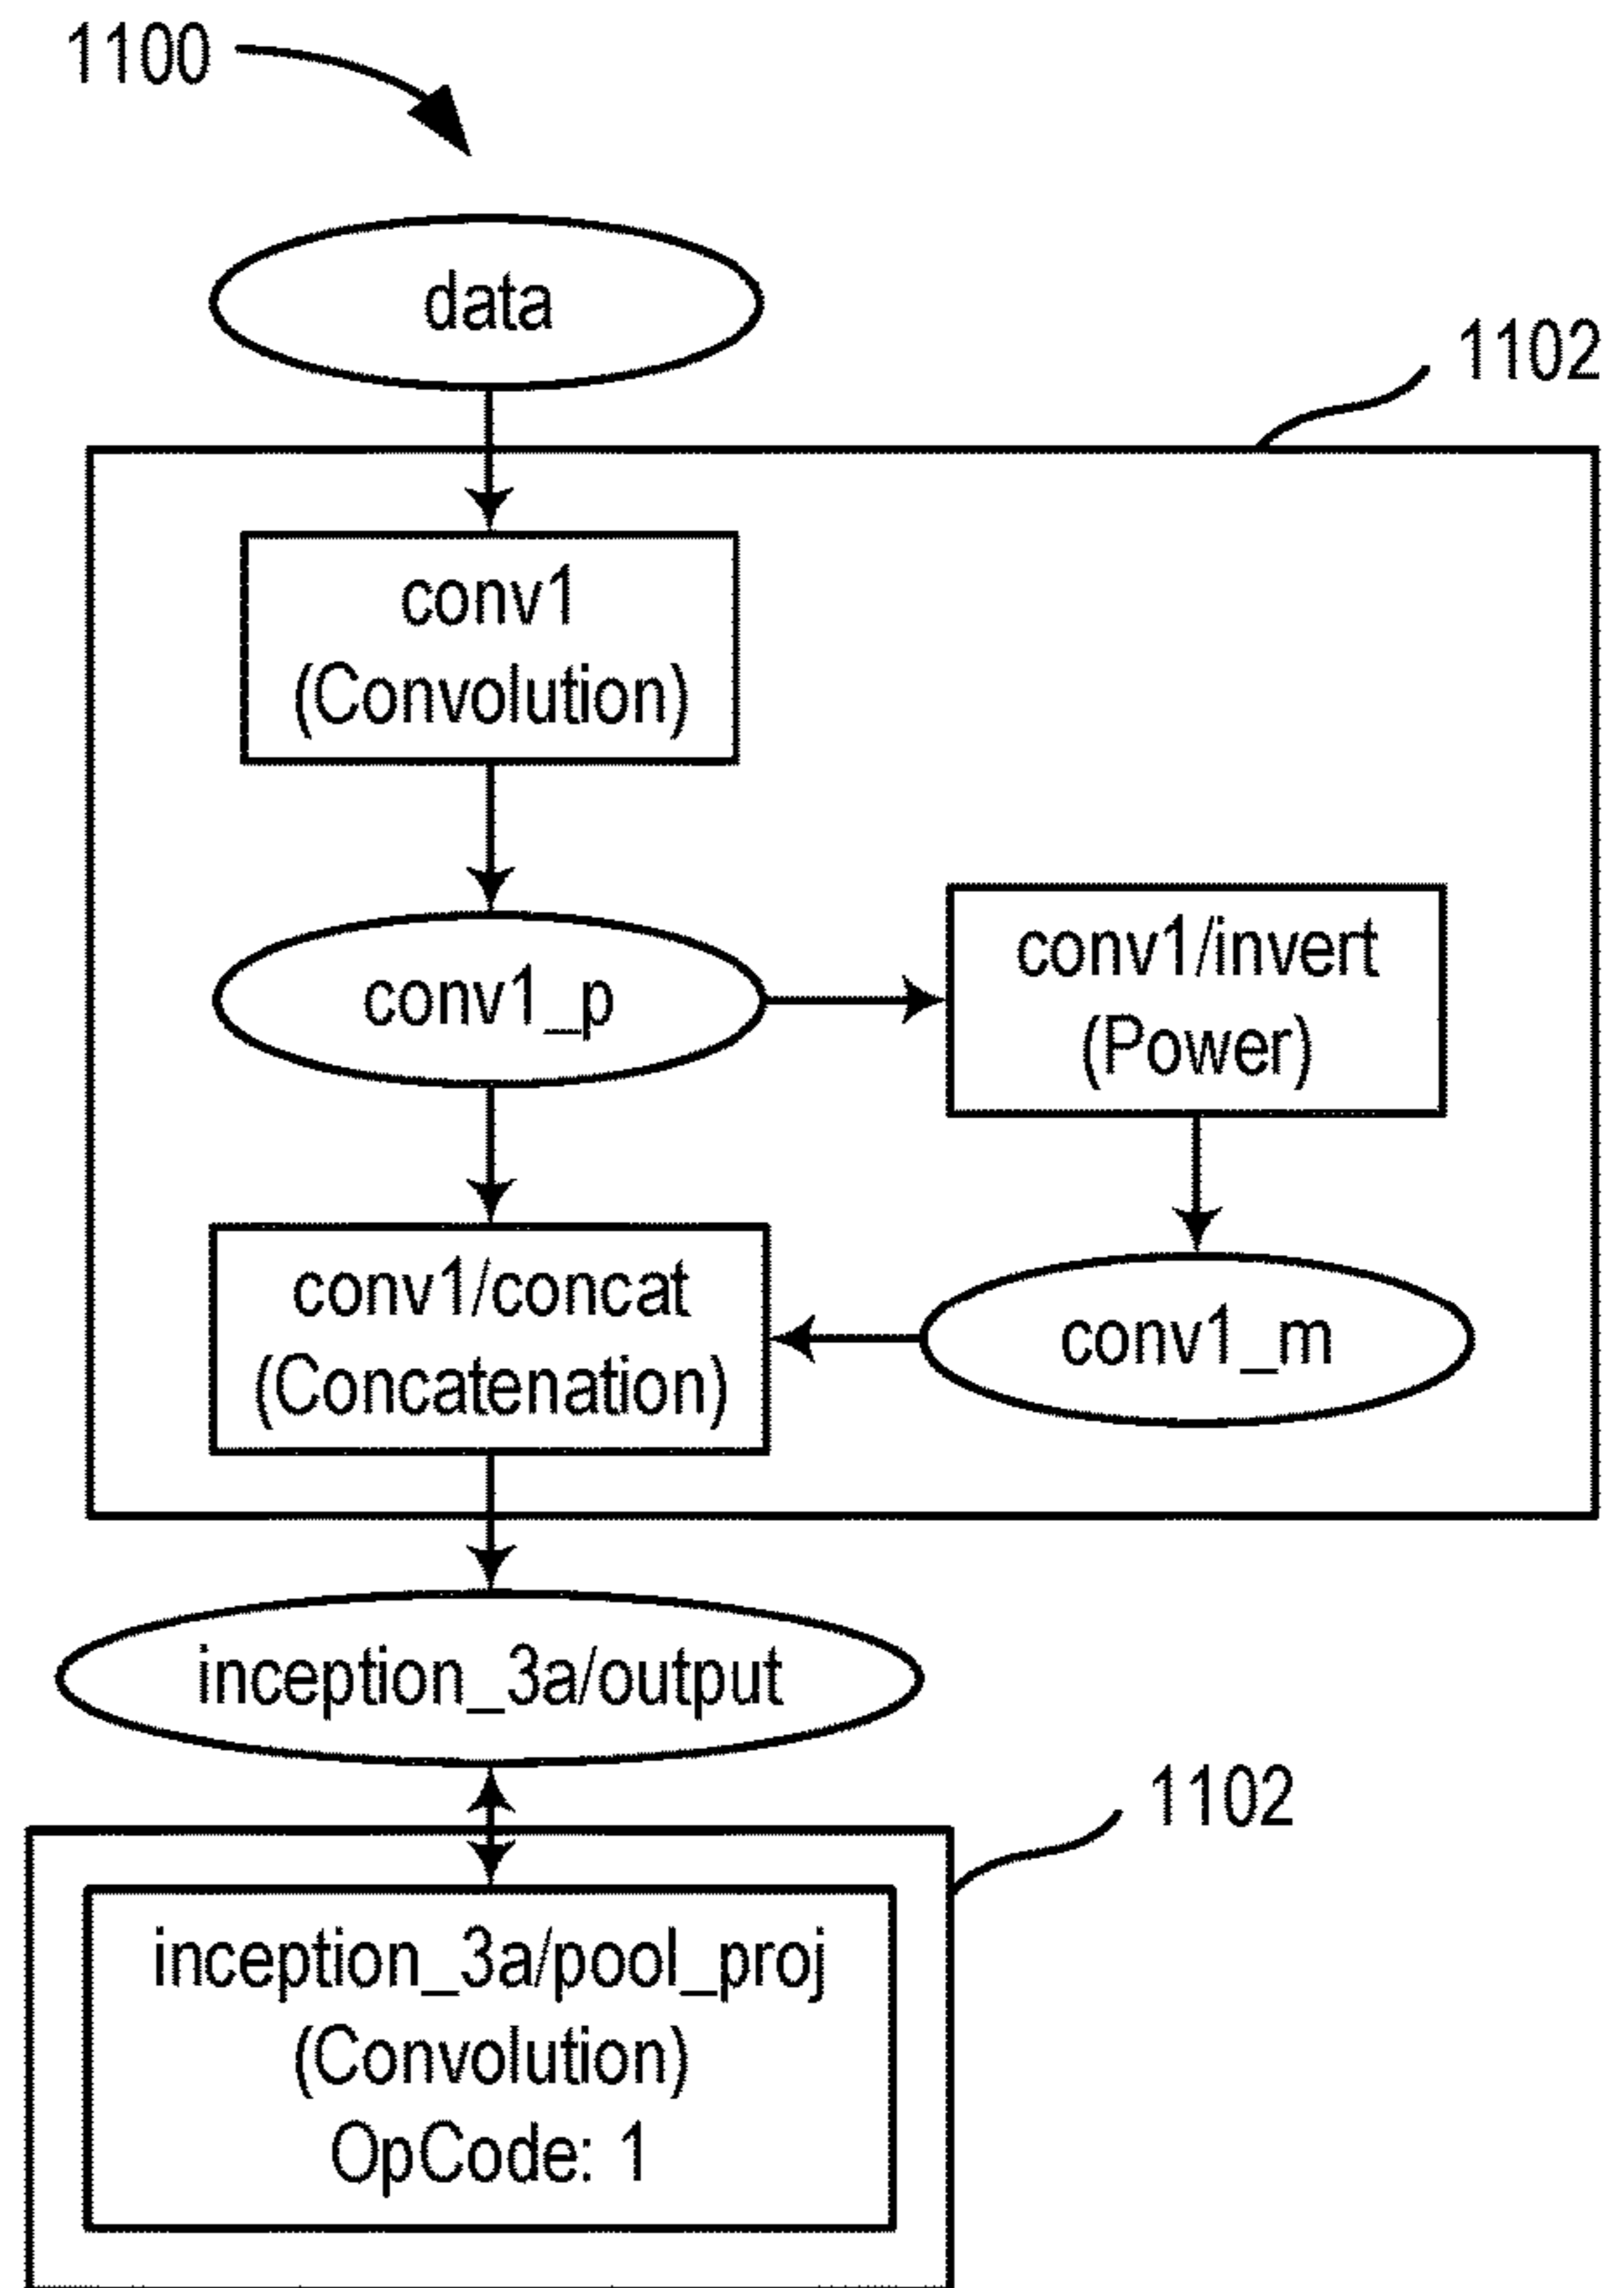 1100
data
1102
conv1
(Convolution)
conv1_p
conv1/invert
(Power)
conv1/concat
(Concatenation)
conv1_m
inception_3a/output
1102
inception_3a/pool_proj
(Convolution)
OpCode: 1